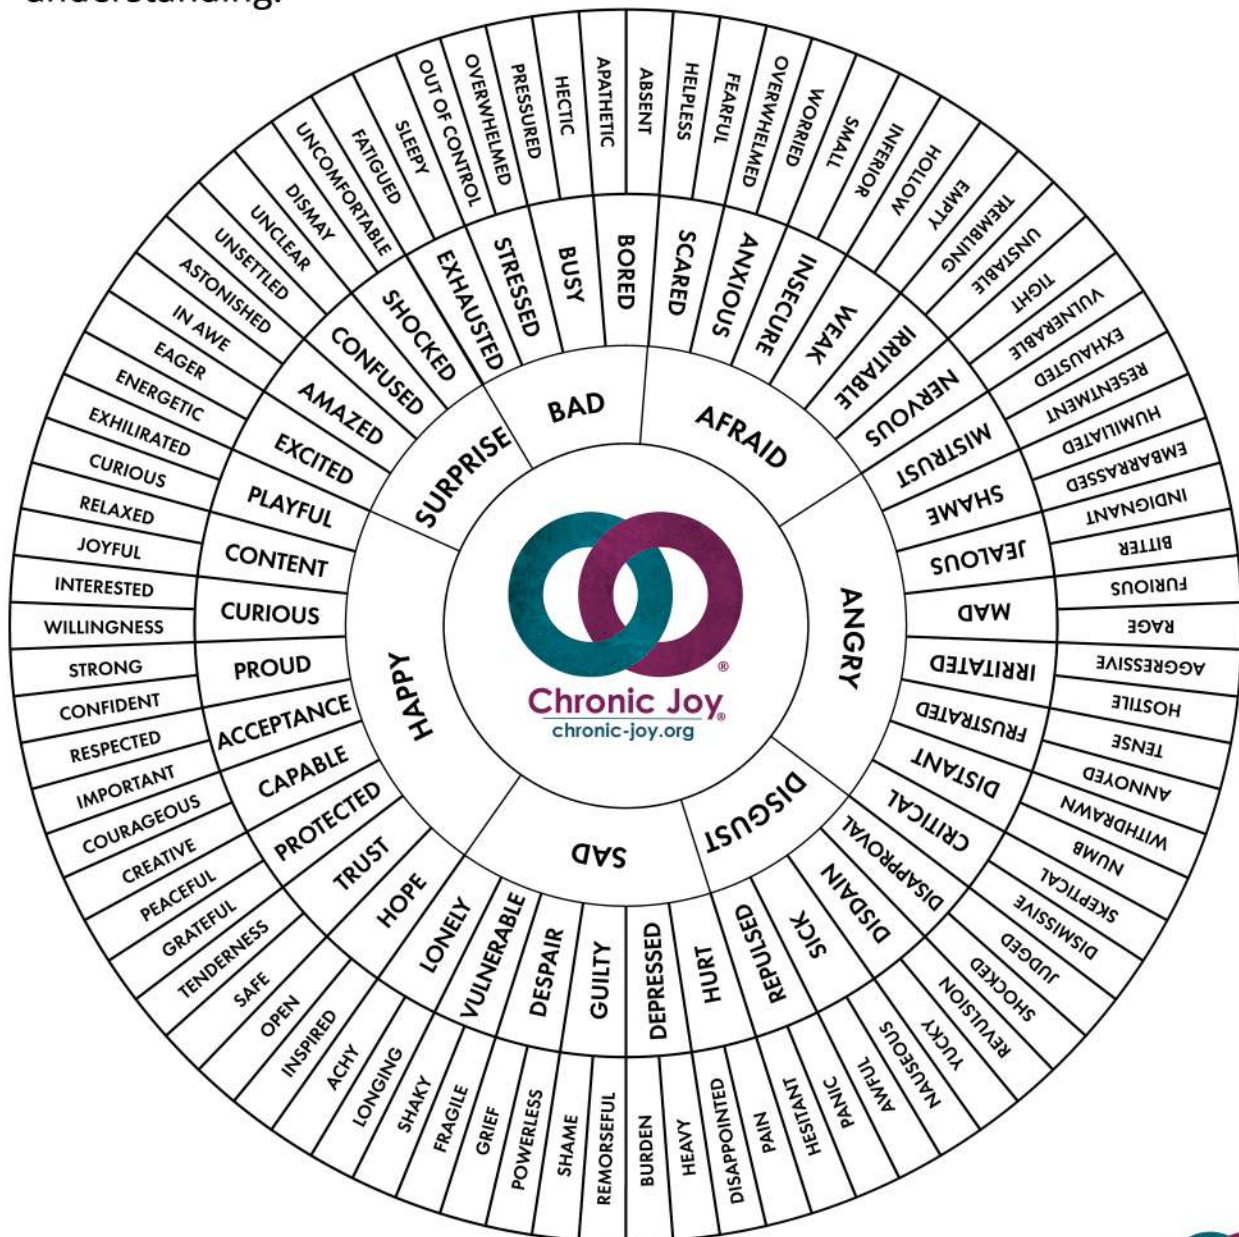 understanding.
ABSENT
HELPLESS
FEARFUL
OVERWHELMED
WORRIED
SMALL
INFERIOR
HOLLOW
EMPTY
TREMBLING
UNSTABLE
TIGHT
VULNERABLE
EXHAUSTED
RESENTMENT
HUMILIATED
EMBARRASSED
INDIGNANT
BITTER
FURIOUS
RAGE
AGGRESSIVE
HOSTILE
TENSE
ANNOYED
WITHDRAWN
NUMB
SKEPTICAL
DISMISSIVE
JUDGED
SHOCKED
REVULSION
YUCKY
NAUSEOUS
AWFUL
PANIC
HESITANT
PAIN
DISAPPOINTED
HEAVY
BURDEN
REMORSEFUL
SHAME
POWERLESS
GRIEF
FRAGILE
SHAKY
LONGING
ACHY
INSPIRED
OPEN
SAFE
TENDERNESS
GRATEFUL
PEACEFUL
CREATIVE
COURAGEOUS
IMPORTANT
RESPECTED
CONFIDENT
STRONG
WILLINGNESS
INTERESTED
JOYFUL
RELAXED
CURIOUS
EXHILIRATED
ENERGETIC
EAGER
IN AWE
ASTONISHED
UNSETTLED
UNCLEAR
DISMAY
UNCOMFORTABLE
FATIGUED
SLEEPY
OUT OF CONTROL
OVERWHELMED
PRESSURED
HECTIC
APATHETIC
BORED
SCARED
ANXIOUS
INSECURE
WEAK
IRRITABLE
NERVOUS
MISTRUST
SHAME
JEALOUS
MAD
IRRITATED
FRUSTRATED
DISTANT
CRITICAL
DISAPPROVAL
DISDAIN
SICK
REPULSED
HURT
DEPRESSED
GUILTY
DESPAIR
VULNERABLE
LONELY
HOPE
TRUST
PROTECTED
CAPABLE
ACCEPTANCE
PROUD
CURIOUS
CONTENT
PLAYFUL
EXCITED
AMAZED
CONFUSED
SHOCKED
EXHAUSTED
STRESSED
BUSY
BAD
AFRAID
ANGRY
DISGUST
SAD
HAPPY
SURPRISE
®
Chronic Joy®
chronic-joy.org